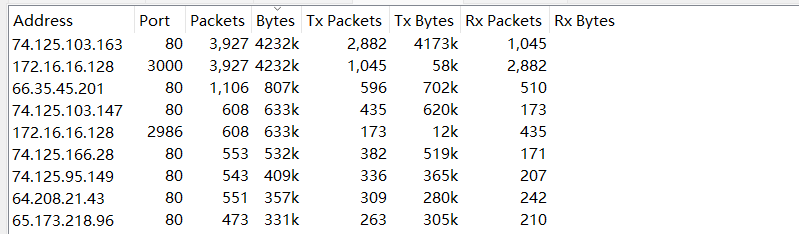 Address Port Packets Bytes Tx Packets Tx Bytes Rx Packets Rx Bytes
74.125.103.163 80 3,927 4232k 2,882 4173k 1,045
172.16.16.128 3000 3,927 4232k 1,045 58k 2,882
66.35.45.201 80 1,106 807k 596 702k 510
74.125.103.147 80 608 633k 435 620k 173
172.16.16.128 2986 608 633k 173 12k 435
74.125.166.28 80 553 532k 382 519k 171
74.125.95.149 80 543 409k 336 365k 207
64.208.21.43 80 551 357k 309 280k 242
65.173.218.96 80 473 331k 263 305k 210